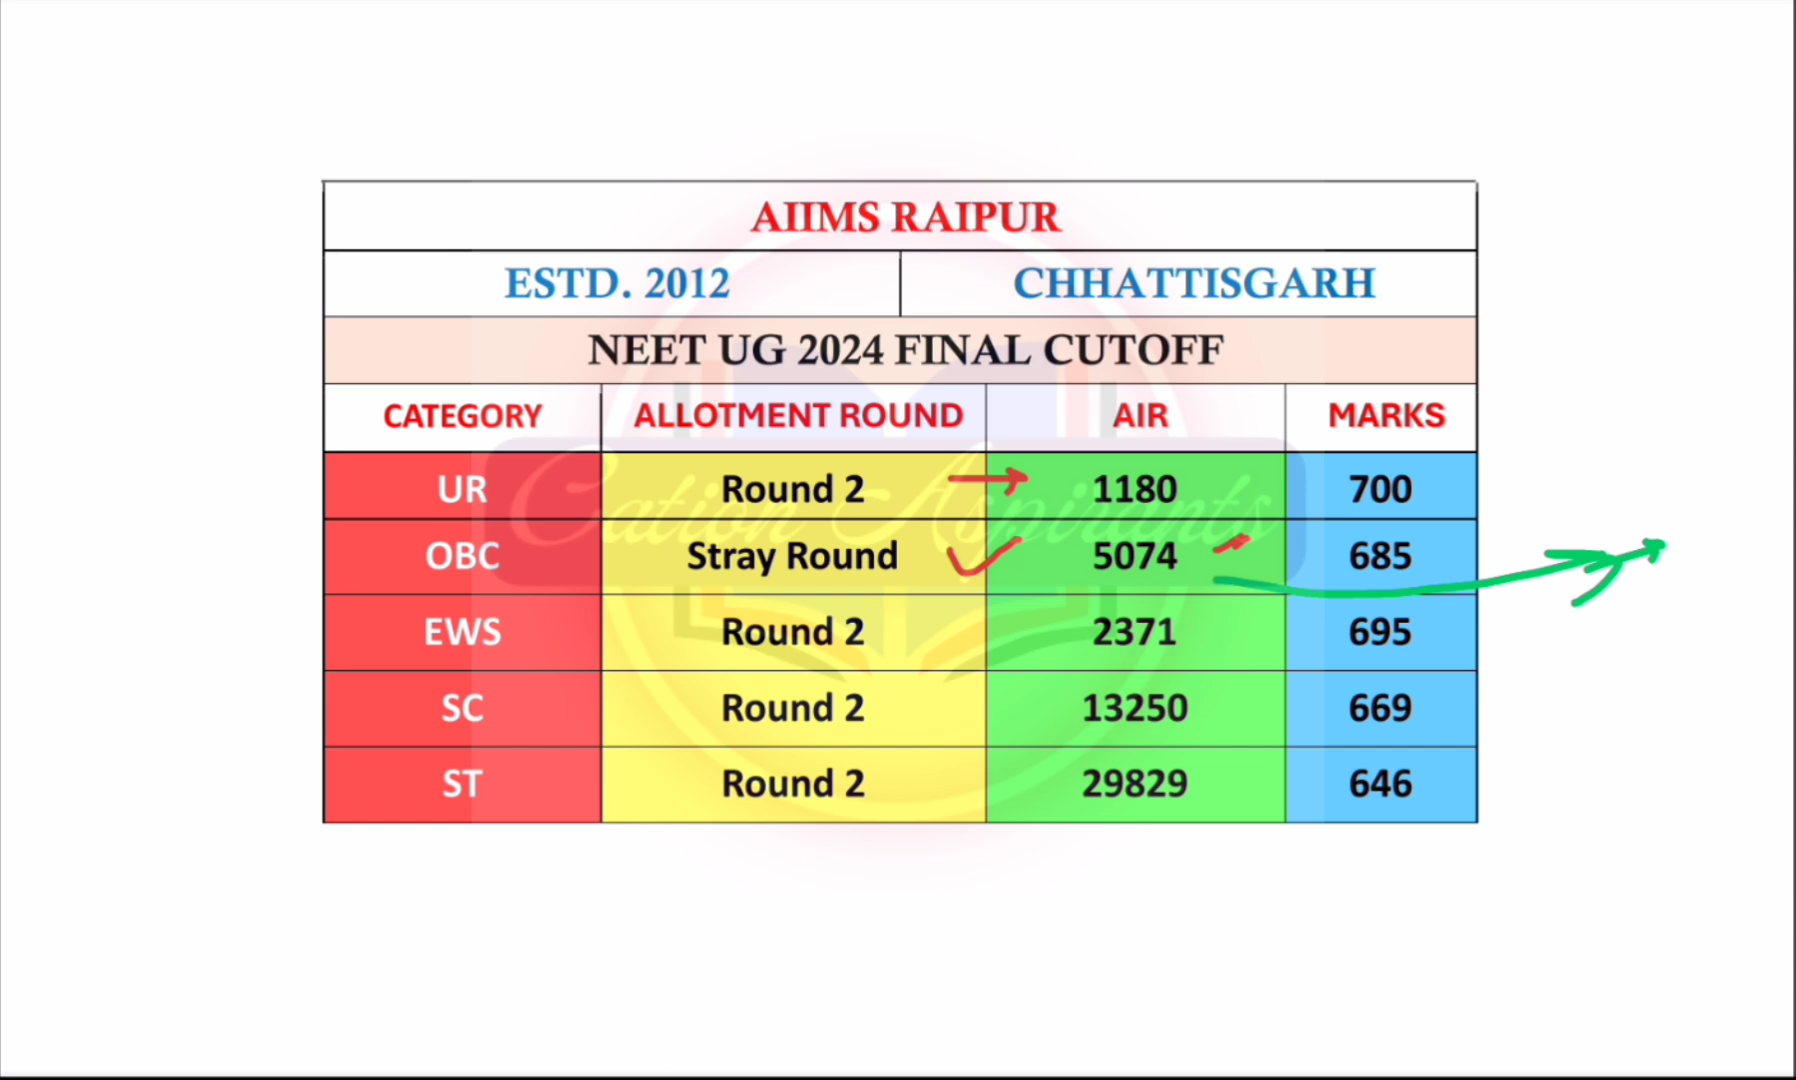 AIIMS RAIPUR
ESTD. 2012 CHHATTISGARH
NEET UG 2024 FINAL CUTOFF
CATEGORY ALLOTMENT ROUND AIR MARKS
UR Round 2 1180 700
OBC Stray Round 5074 685
EWS Round 2 2371 695
SC Round 2 13250 669
ST Round 2 29829 646
Cation Aspirants